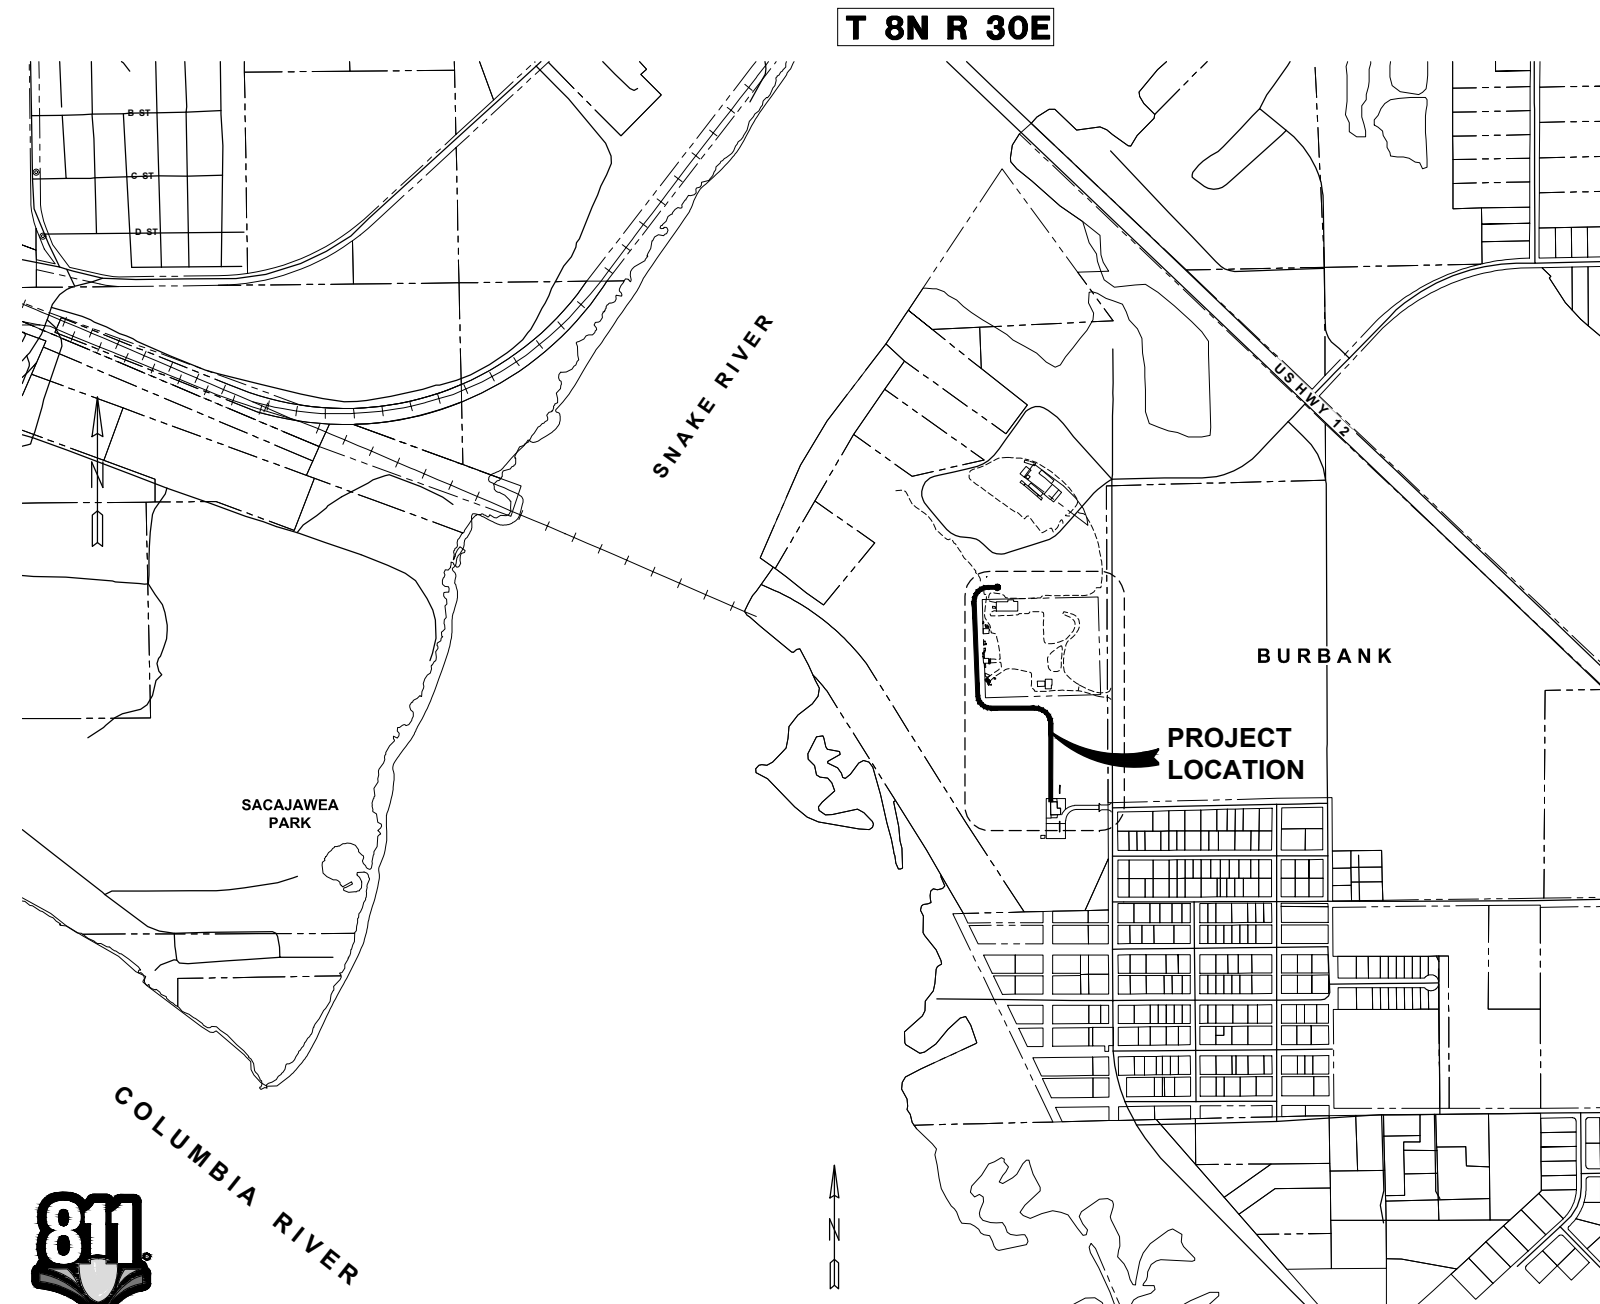 T 8N R 30E
B ST
C ST
D ST
SNAKE RIVER
US HWY 12
N
BURBANK
PROJECT
LOCATION
SACAJAWEA
PARK
COLUMBIA RIVER
N
811